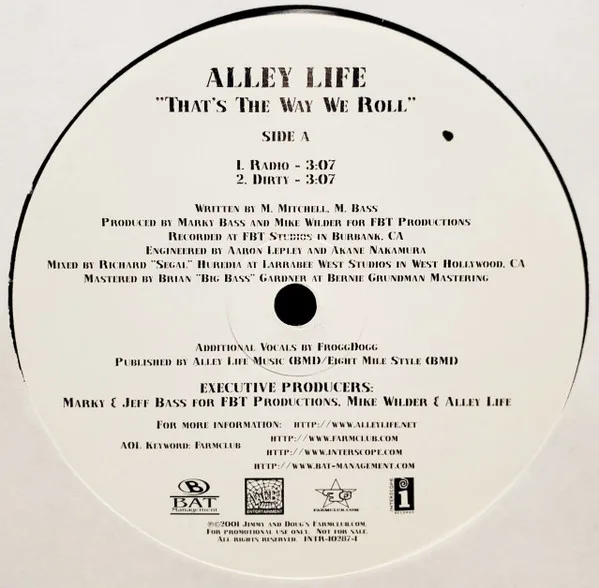 ALLEY LIFE
"THAT'S THE WAY WE ROLL"
SIDE A
1. RADIO - 3:07
2. DIRTY - 3:07
WRITTEN BY M. MITCHELL, M. BASS
PRODUCED BY MARKY BASS AND MIKE WILDER FOR FBT PRODUCTIONS
RECORDED AT FBT STUDIOS IN BURBANK, CA
ENGINEERED BY AARON LEPLEY AND AKANE NAKAMURA
MIXED BY RICHARD "SEGAL" HUREDIA AT LARRABEE WEST STUDIOS IN WEST HOLLYWOOD, CA
MASTERED BY BRIAN "BIG BASS" GARDNER AT BERNIE GRUNDMAN MASTERING
ADDITIONAL VOCALS BY FROGGDOGG
PUBLISHED BY ALLEY LIFE MUSIC (BMI)/EIGHT MILE STYLE (BMI)
EXECUTIVE PRODUCERS:
MARKY & JEFF BASS FOR FBT PRODUCTIONS, MIKE WILDER & ALLEY LIFE
FOR MORE INFORMATION: HTTP://WWW.ALLEYLIFE.NET
HTTP://WWW.FARMCLUB.COM
AOL KEYWORD: FARMCLUB
HTTP://WWW.INTERSCOPE.COM
HTTP://WWW.BAT-MANAGEMENT.COM
B
BAT
Management
ENTERTAINMENT
FARMCLUB.COM
INTERSCOPE
RECORDS
℗©2001 JIMMY AND DOUG'S FARMCLUB.COM.
FOR PROMOTIONAL USE ONLY. NOT FOR SALE.
ALL RIGHTS RESERVED. INTR-10287-1